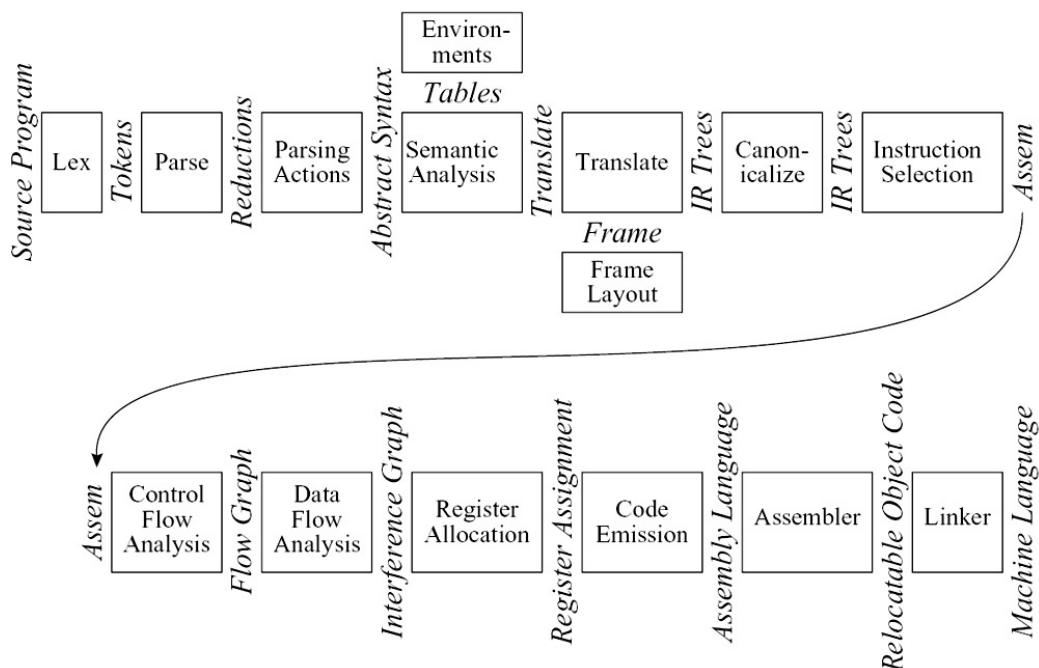 Environ-
ments
Tables
Source Program
Lex
Tokens
Parse
Reductions
Parsing
Actions
Abstract Syntax
Semantic
Analysis
Translate
Translate
IR Trees
Canon-
icalize
IR Trees
Instruction
Selection
Assem
Frame
Frame
Layout
Assem
Control
Flow
Analysis
Flow Graph
Data
Flow
Analysis
Interference Graph
Register
Allocation
Register Assignment
Code
Emission
Assembly Language
Assembler
Relocatable Object Code
Linker
Machine Language